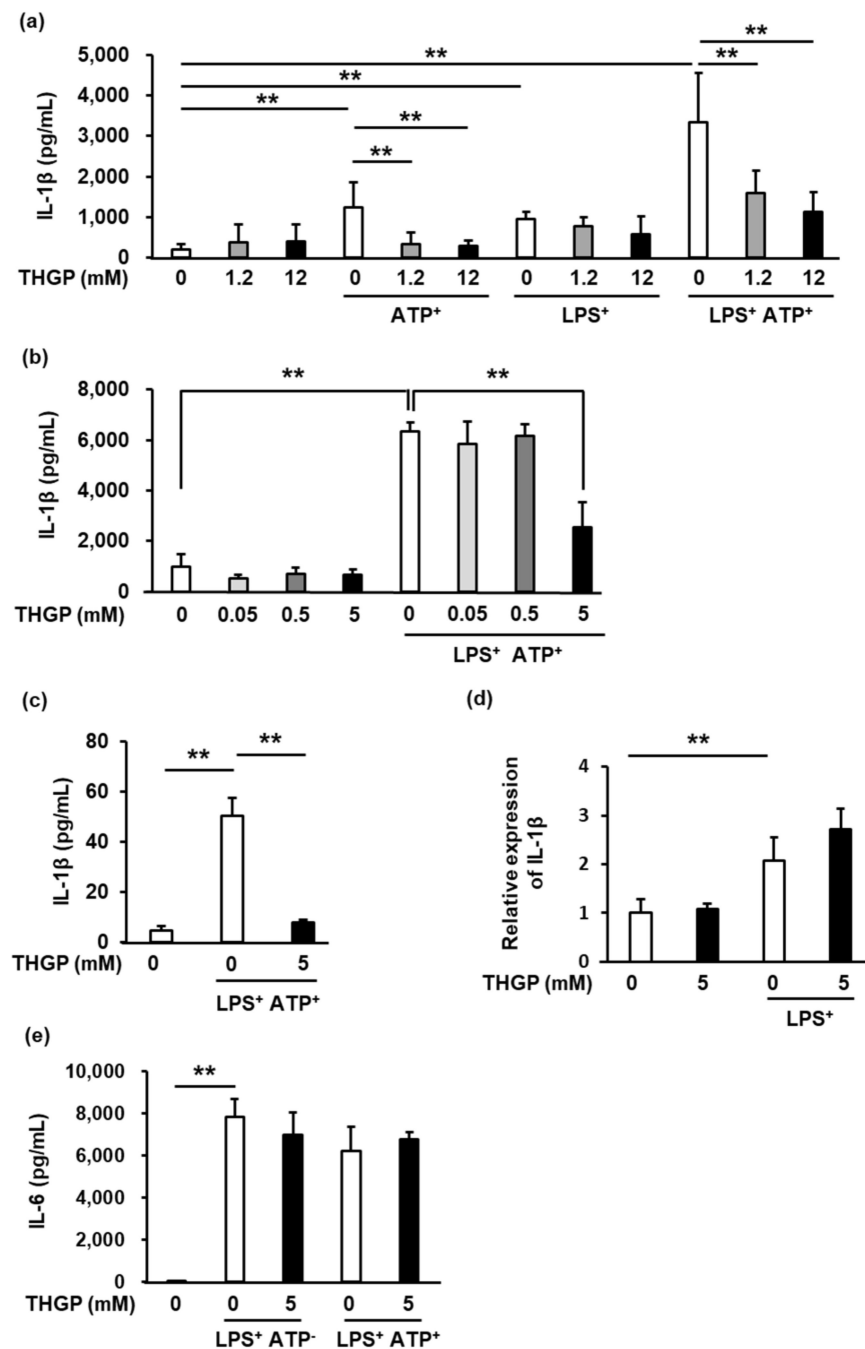 (a)
** **
** **
** **
**
5,000
4,000
3,000
2,000
1,000
0
IL-1β (pg/mL)
THGP (mM) 0 1.2 12 0 1.2 12 0 1.2 12 0 1.2 12
ATP⁺ LPS⁺ LPS⁺ ATP⁺
(b)
** **
8,000
6,000
4,000
2,000
0
IL-1β (pg/mL)
THGP (mM) 0 0.05 0.5 5 0 0.05 0.5 5
LPS⁺ ATP⁺
(c)
** **
80
60
40
20
0
IL-1β (pg/mL)
THGP (mM) 0 0 5
LPS⁺ ATP⁺
(d)
**
4
3
2
1
0
Relative expression
of IL-1β
THGP (mM) 0 5 0 5
LPS⁺
(e)
**
10,000
8,000
6,000
4,000
2,000
0
IL-6 (pg/mL)
THGP (mM) 0 0 5 0 5
LPS⁺ ATP⁻ LPS⁺ ATP⁺